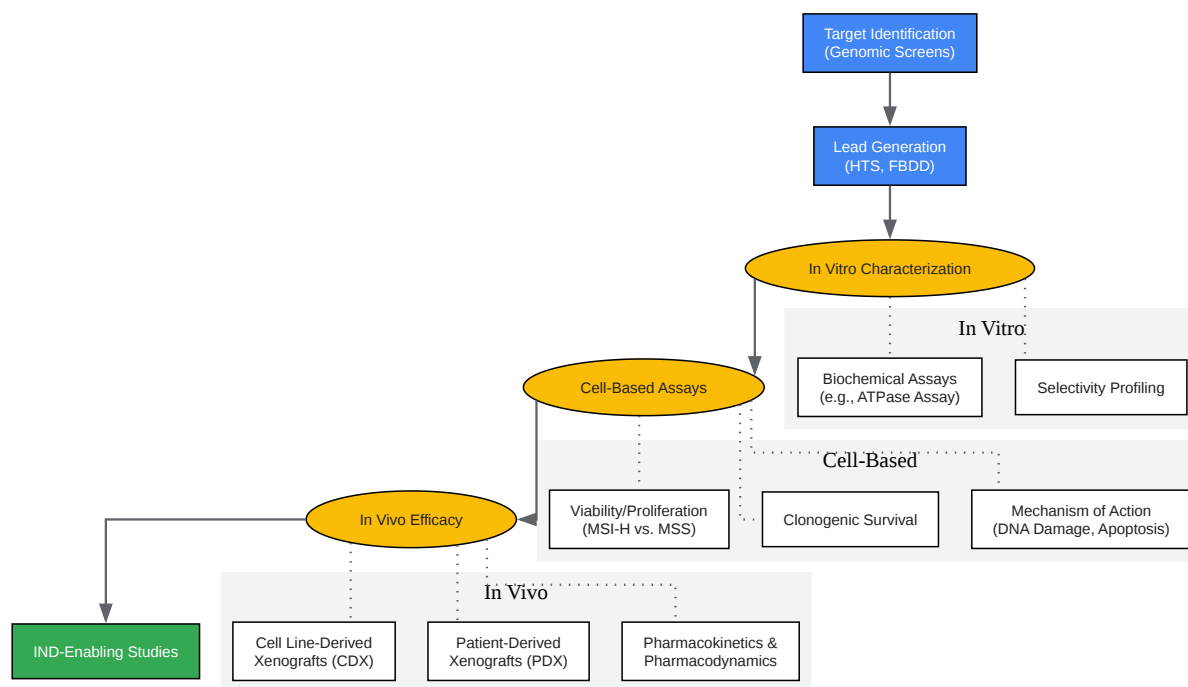 Target Identification
(Genomic Screens)
Lead Generation
(HTS, FBDD)
In Vitro Characterization
In Vitro
Biochemical Assays
(e.g., ATPase Assay)
Selectivity Profiling
Cell-Based Assays
Cell-Based
Viability/Proliferation
(MSI-H vs. MSS)
Clonogenic Survival
Mechanism of Action
(DNA Damage, Apoptosis)
In Vivo Efficacy
In Vivo
Cell Line-Derived
Xenografts (CDX)
Patient-Derived
Xenografts (PDX)
Pharmacokinetics &
Pharmacodynamics
IND-Enabling Studies